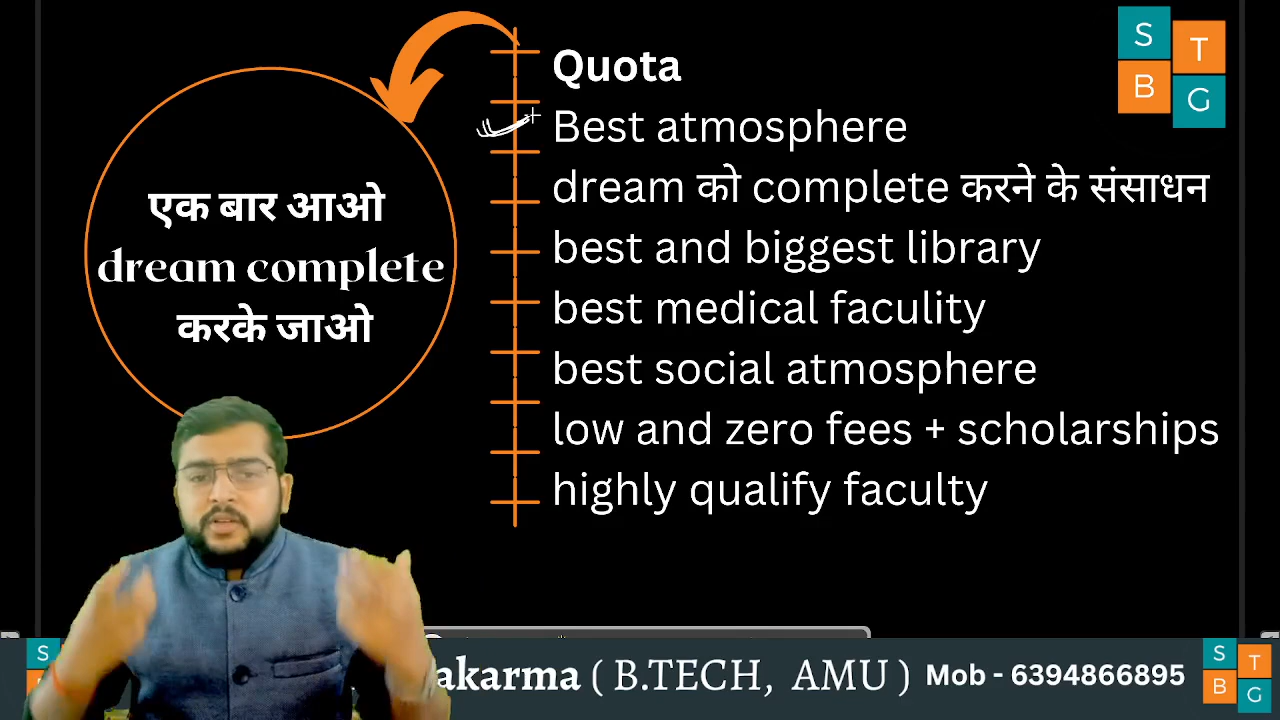 Quota
Best atmosphere
dream को complete करने के संसाधन
best and biggest library
best medical faculity
best social atmosphere
low and zero fees + scholarships
highly qualify faculty
एक बार आओ
dream complete
करके जाओ
S T
B G
S
akarma ( B.TECH, AMU ) Mob - 6394866895
S T
B G